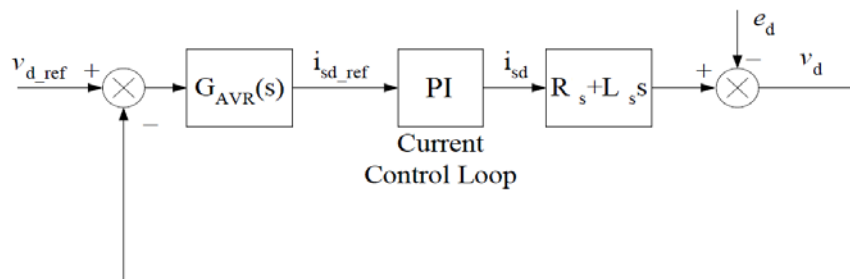 e_d
v_d_ref + − G_AVR(s) i_sd_ref PI i_sd R_s+L_s s + − v_d
Current
Control Loop